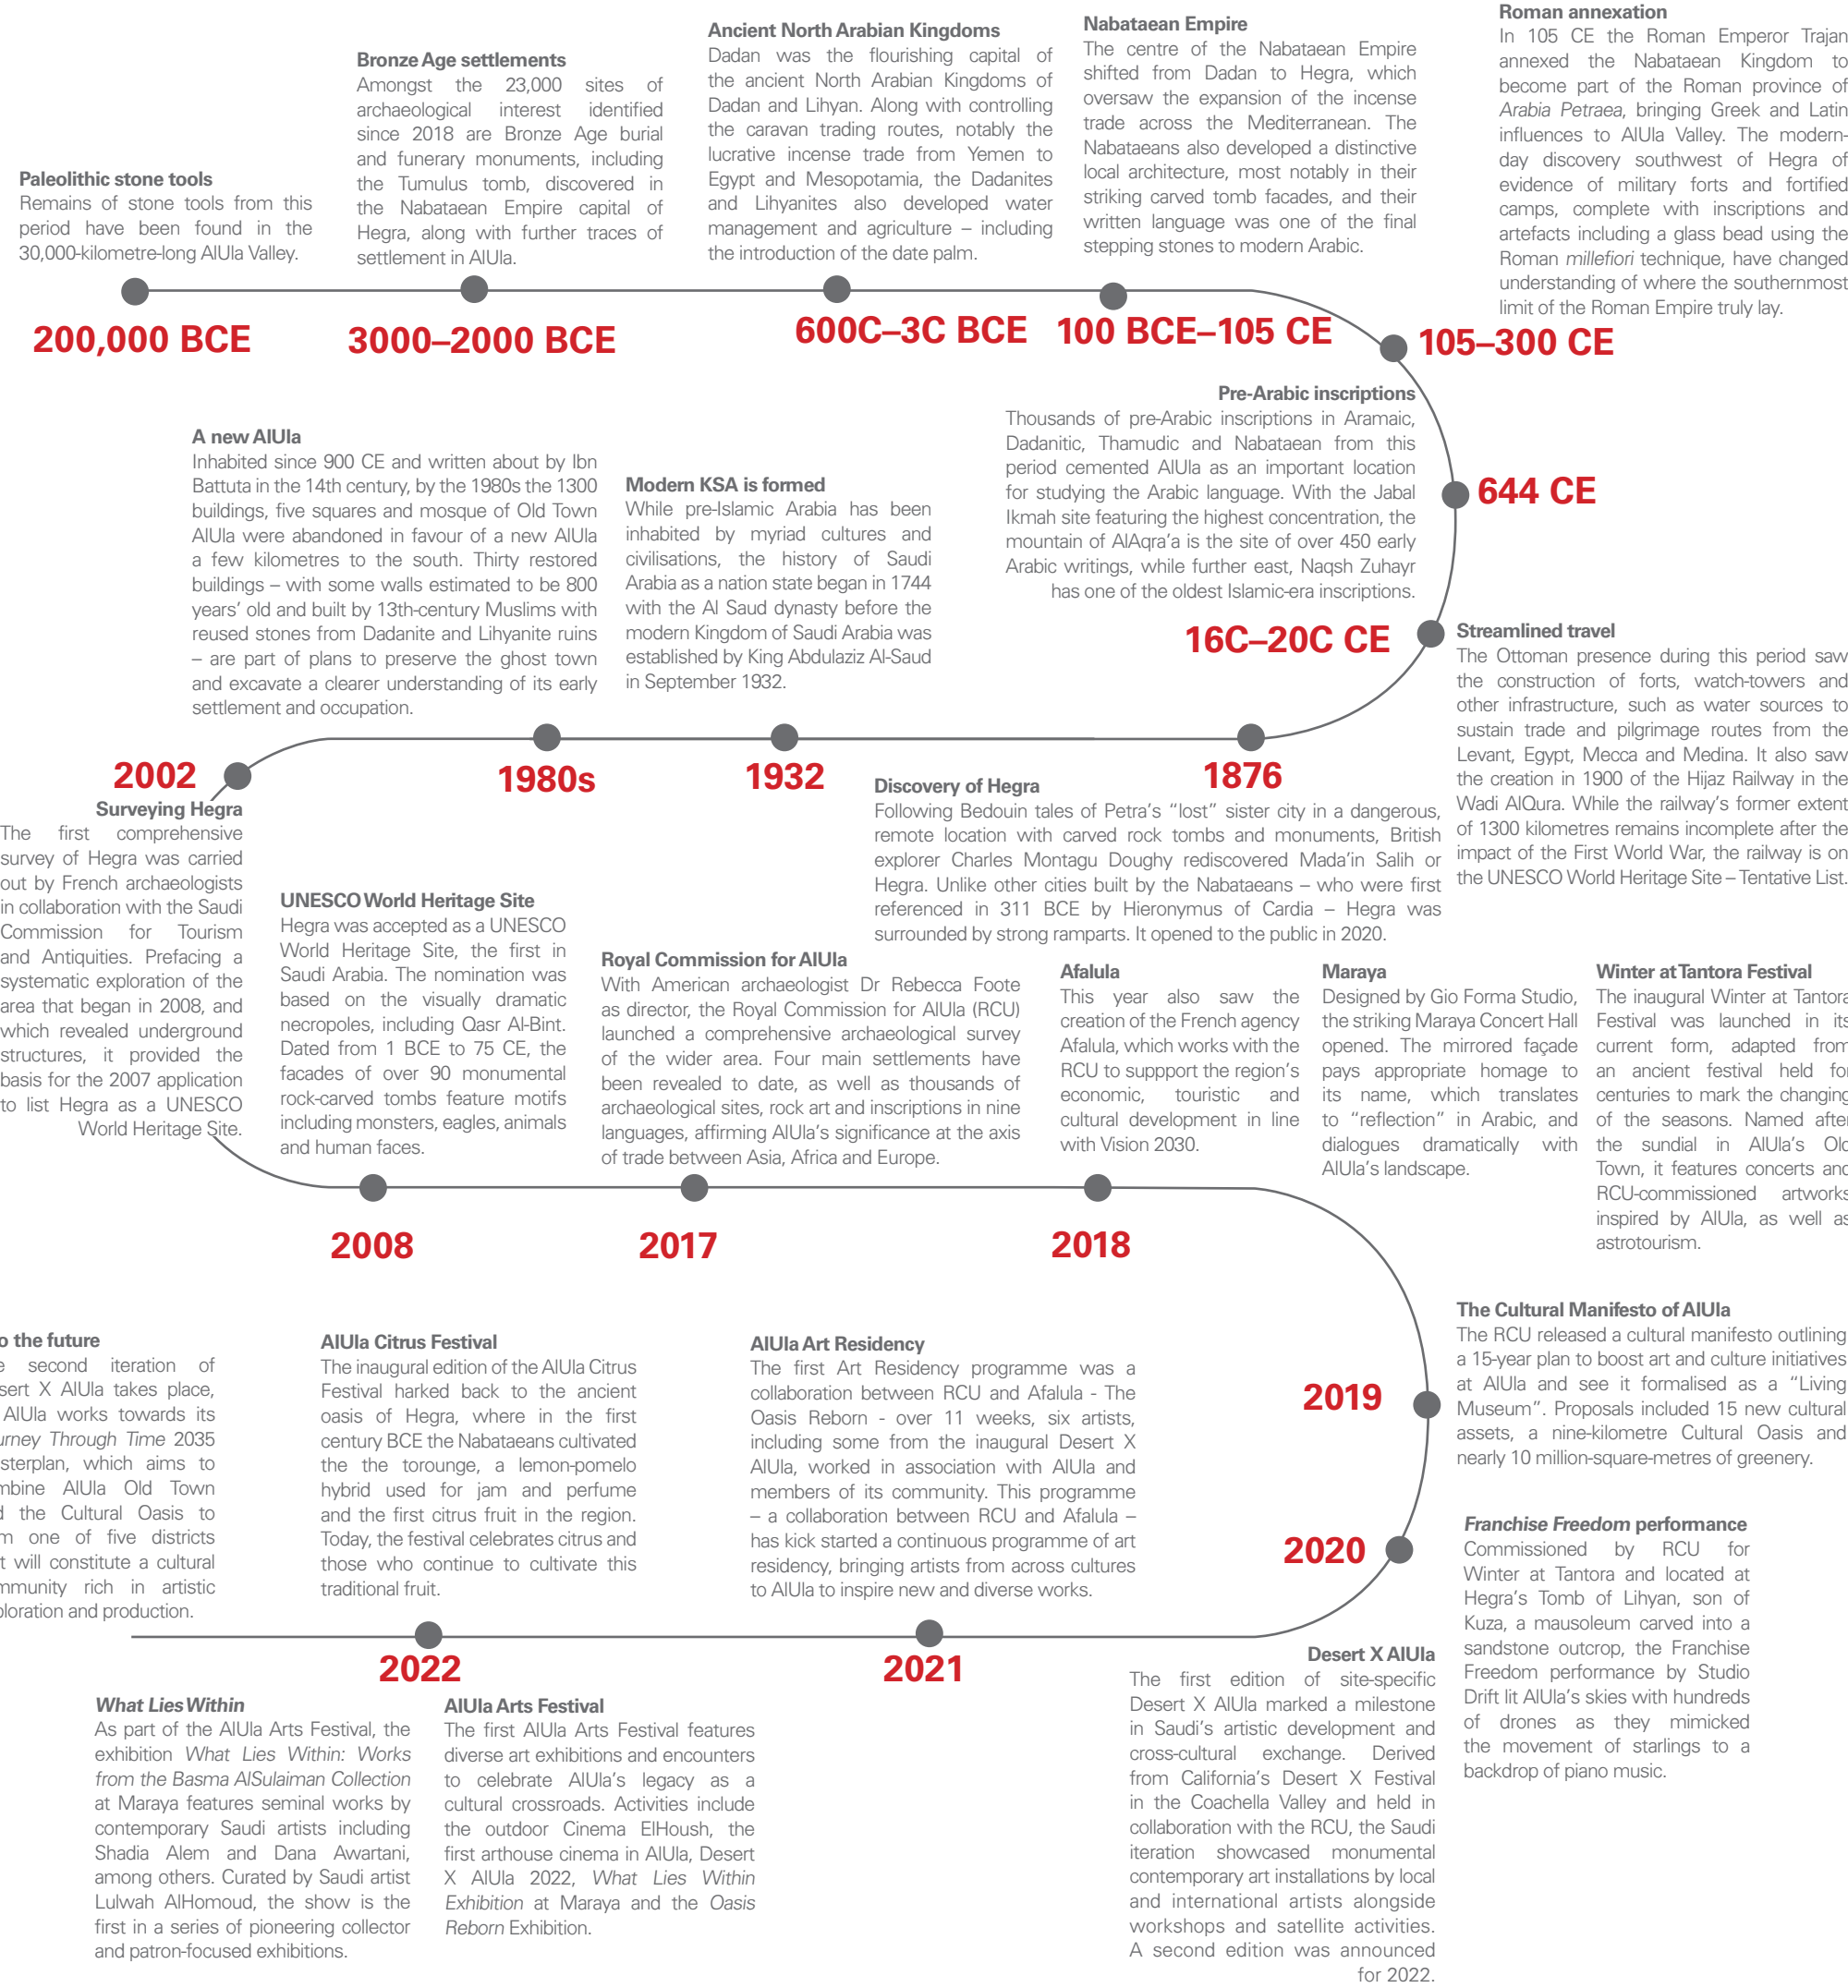 Paleolithic stone tools
Remains of stone tools from this
period have been found in the
30,000-kilometre-long AlUla Valley.
200,000 BCE
Bronze Age settlements
Amongst the 23,000 sites of
archaeological interest identified
since 2018 are Bronze Age burial
and funerary monuments, including
the Tumulus tomb, discovered in
the Nabataean Empire capital of
Hegra, along with further traces of
settlement in AlUla.
3000–2000 BCE
Ancient North Arabian Kingdoms
Dadan was the flourishing capital of
the ancient North Arabian Kingdoms of
Dadan and Lihyan. Along with controlling
the caravan trading routes, notably the
lucrative incense trade from Yemen to
Egypt and Mesopotamia, the Dadanites
and Lihyanites also developed water
management and agriculture – including
the introduction of the date palm.
600C–3C BCE
Nabataean Empire
The centre of the Nabataean Empire
shifted from Dadan to Hegra, which
oversaw the expansion of the incense
trade across the Mediterranean. The
Nabataeans also developed a distinctive
local architecture, most notably in their
striking carved tomb facades, and their
written language was one of the final
stepping stones to modern Arabic.
100 BCE–105 CE
Roman annexation
In 105 CE the Roman Emperor Trajan
annexed the Nabataean Kingdom to
become part of the Roman province of
Arabia Petraea, bringing Greek and Latin
influences to AlUla Valley. The modern-
day discovery southwest of Hegra of
evidence of military forts and fortified
camps, complete with inscriptions and
artefacts including a glass bead using the
Roman millefiori technique, have changed
understanding of where the southernmost
limit of the Roman Empire truly lay.
105–300 CE
Pre-Arabic inscriptions
Thousands of pre-Arabic inscriptions in Aramaic,
Dadanitic, Thamudic and Nabataean from this
period cemented AlUla as an important location
for studying the Arabic language. With the Jabal
Ikmah site featuring the highest concentration, the
mountain of AlAqra’a is the site of over 450 early
Arabic writings, while further east, Naqsh Zuhayr
has one of the oldest Islamic-era inscriptions.
644 CE
16C–20C CE
Streamlined travel
The Ottoman presence during this period saw
the construction of forts, watch-towers and
other infrastructure, such as water sources to
sustain trade and pilgrimage routes from the
Levant, Egypt, Mecca and Medina. It also saw
the creation in 1900 of the Hijaz Railway in the
Wadi AlQura. While the railway’s former extent
of 1300 kilometres remains incomplete after the
impact of the First World War, the railway is on
the UNESCO World Heritage Site – Tentative List.
1876
Discovery of Hegra
Following Bedouin tales of Petra’s “lost” sister city in a dangerous,
remote location with carved rock tombs and monuments, British
explorer Charles Montagu Doughy rediscovered Mada’in Salih or
Hegra. Unlike other cities built by the Nabataeans – who were first
referenced in 311 BCE by Hieronymus of Cardia – Hegra was
surrounded by strong ramparts. It opened to the public in 2020.
Modern KSA is formed
While pre-Islamic Arabia has been
inhabited by myriad cultures and
civilisations, the history of Saudi
Arabia as a nation state began in 1744
with the Al Saud dynasty before the
modern Kingdom of Saudi Arabia was
established by King Abdulaziz Al-Saud
in September 1932.
1932
A new AlUla
Inhabited since 900 CE and written about by Ibn
Battuta in the 14th century, by the 1980s the 1300
buildings, five squares and mosque of Old Town
AlUla were abandoned in favour of a new AlUla
a few kilometres to the south. Thirty restored
buildings – with some walls estimated to be 800
years’ old and built by 13th-century Muslims with
reused stones from Dadanite and Lihyanite ruins
– are part of plans to preserve the ghost town
and excavate a clearer understanding of its early
settlement and occupation.
1980s
2002
Surveying Hegra
The first comprehensive
survey of Hegra was carried
out by French archaeologists
in collaboration with the Saudi
Commission for Tourism
and Antiquities. Prefacing a
systematic exploration of the
area that began in 2008, and
which revealed underground
structures, it provided the
basis for the 2007 application
to list Hegra as a UNESCO
World Heritage Site.
UNESCO World Heritage Site
Hegra was accepted as a UNESCO
World Heritage Site, the first in
Saudi Arabia. The nomination was
based on the visually dramatic
necropoles, including Qasr Al-Bint.
Dated from 1 BCE to 75 CE, the
facades of over 90 monumental
rock-carved tombs feature motifs
including monsters, eagles, animals
and human faces.
2008
Royal Commission for AlUla
With American archaeologist Dr Rebecca Foote
as director, the Royal Commission for AlUla (RCU)
launched a comprehensive archaeological survey
of the wider area. Four main settlements have
been revealed to date, as well as thousands of
archaeological sites, rock art and inscriptions in nine
languages, affirming AlUla’s significance at the axis
of trade between Asia, Africa and Europe.
2017
Afalula
This year also saw the
creation of the French agency
Afalula, which works with the
RCU to suppport the region’s
economic, touristic and
cultural development in line
with Vision 2030.
2018
Maraya
Designed by Gio Forma Studio,
the striking Maraya Concert Hall
opened. The mirrored façade
pays appropriate homage to
its name, which translates
to “reflection” in Arabic, and
dialogues dramatically with
AlUla’s landscape.
Winter at Tantora Festival
The inaugural Winter at Tantora
Festival was launched in its
current form, adapted from
an ancient festival held for
centuries to mark the changing
of the seasons. Named after
the sundial in AlUla’s Old
Town, it features concerts and
RCU-commissioned artworks
inspired by AlUla, as well as
astrotourism.
2019
The Cultural Manifesto of AlUla
The RCU released a cultural manifesto outlining
a 15-year plan to boost art and culture initiatives
at AlUla and see it formalised as a “Living
Museum”. Proposals included 15 new cultural
assets, a nine-kilometre Cultural Oasis and
nearly 10 million-square-metres of greenery.
2020
Franchise Freedom performance
Commissioned by RCU for
Winter at Tantora and located at
Hegra’s Tomb of Lihyan, son of
Kuza, a mausoleum carved into a
sandstone outcrop, the Franchise
Freedom performance by Studio
Drift lit AlUla’s skies with hundreds
of drones as they mimicked
the movement of starlings to a
backdrop of piano music.
Desert X AlUla
The first edition of site-specific
Desert X AlUla marked a milestone
in Saudi’s artistic development and
cross-cultural exchange. Derived
from California’s Desert X Festival
in the Coachella Valley and held in
collaboration with the RCU, the Saudi
iteration showcased monumental
contemporary art installations by local
and international artists alongside
workshops and satellite activities.
A second edition was announced
for 2022.
AlUla Art Residency
The first Art Residency programme was a
collaboration between RCU and Afalula - The
Oasis Reborn - over 11 weeks, six artists,
including some from the inaugural Desert X
AlUla, worked in association with AlUla and
members of its community. This programme
– a collaboration between RCU and Afalula –
has kick started a continuous programme of art
residency, bringing artists from across cultures
to AlUla to inspire new and diverse works.
2021
AlUla Citrus Festival
The inaugural edition of the AlUla Citrus
Festival harked back to the ancient
oasis of Hegra, where in the first
century BCE the Nabataeans cultivated
the the torounge, a lemon-pomelo
hybrid used for jam and perfume
and the first citrus fruit in the region.
Today, the festival celebrates citrus and
those who continue to cultivate this
traditional fruit.
2022
What Lies Within
As part of the AlUla Arts Festival, the
exhibition What Lies Within: Works
from the Basma AlSulaiman Collection
at Maraya features seminal works by
contemporary Saudi artists including
Shadia Alem and Dana Awartani,
among others. Curated by Saudi artist
Lulwah AlHomoud, the show is the
first in a series of pioneering collector
and patron-focused exhibitions.
AlUla Arts Festival
The first AlUla Arts Festival features
diverse art exhibitions and encounters
to celebrate AlUla’s legacy as a
cultural crossroads. Activities include
the outdoor Cinema ElHoush, the
first arthouse cinema in AlUla, Desert
X AlUla 2022, What Lies Within
Exhibition at Maraya and the Oasis
Reborn Exhibition.
the future
second iteration of
X AlUla takes place,
AlUla works towards its
Through Time 2035
which aims to
AlUla Old Town
the Cultural Oasis to
one of five districts
will constitute a cultural
rich in artistic
and production.